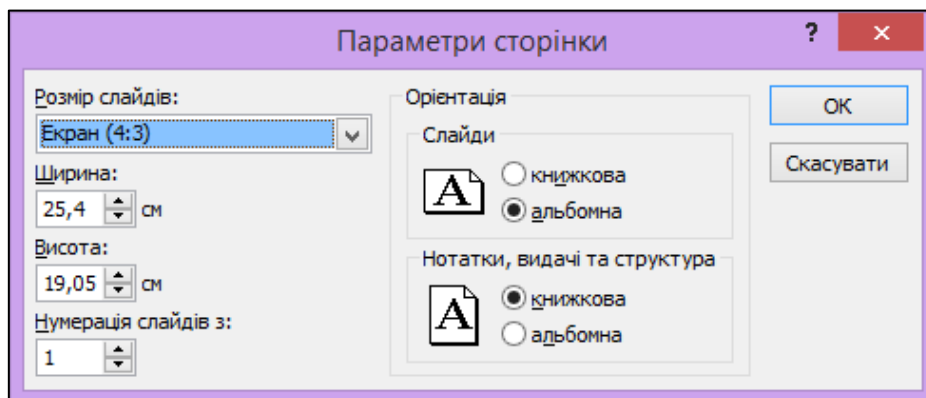 Параметри сторінки
?
×
Розмір слайдів:
Екран (4:3)
Ширина:
25,4 см
Висота:
19,05 см
Нумерація слайдів з:
1
Орієнтація
Слайди
A
книжкова
альбомна
Нотатки, видачі та структура
A
книжкова
альбомна
ОК
Скасувати